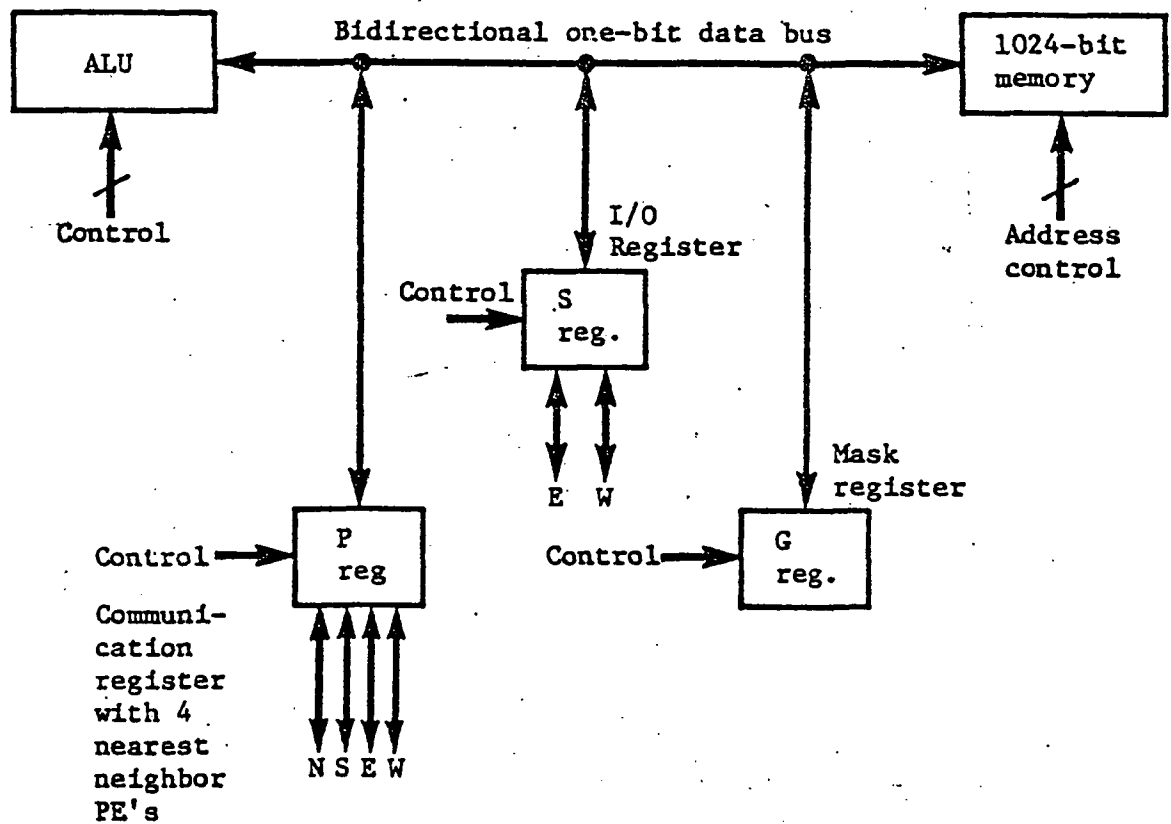 Bidirectional one-bit data bus
ALU
1024-bit
memory
Control
I/O
Register
Address
control
Control
S
reg.
Mask
register
P
reg
Control
G
reg.
Control
Communi-
cation
register
with 4
nearest
neighbor
PE's
E W
N S E W